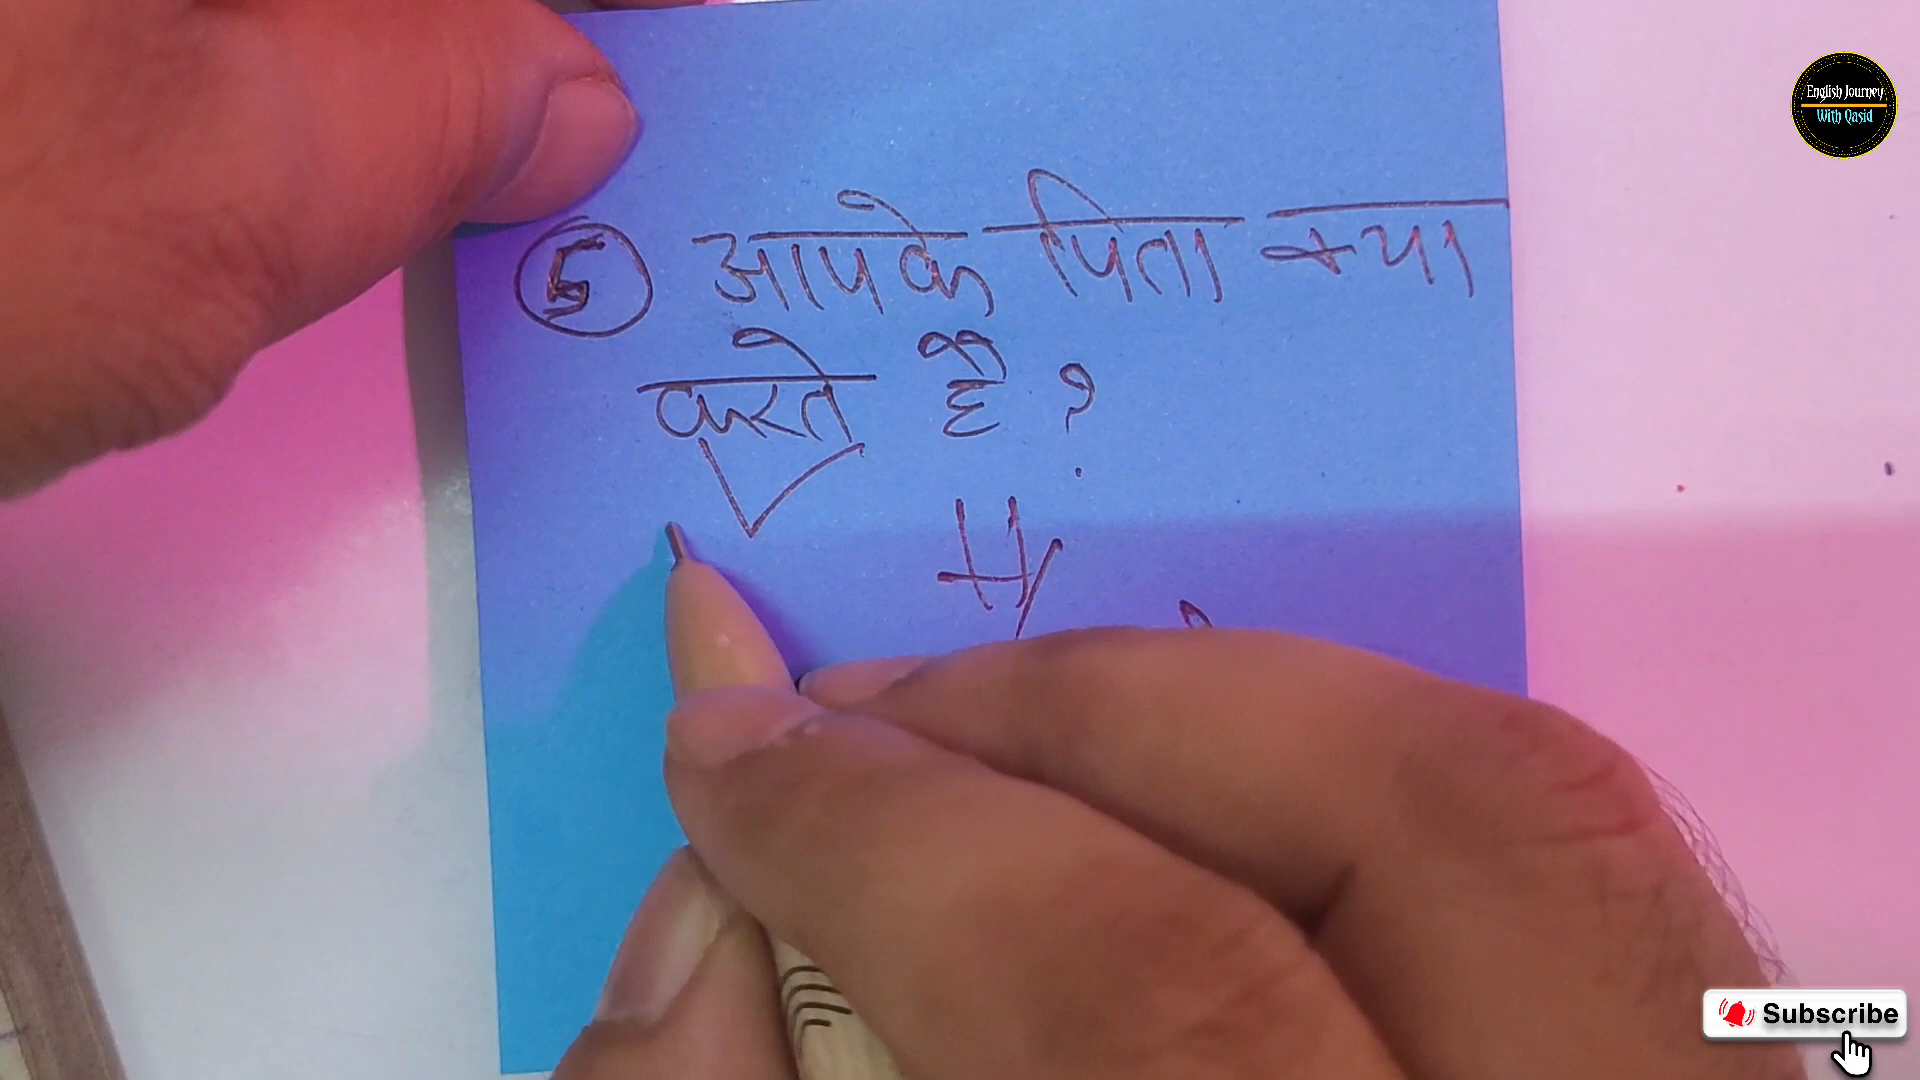 English Journey
With Qasid
5 आपके पिता क्या
करते है ?
Subscribe